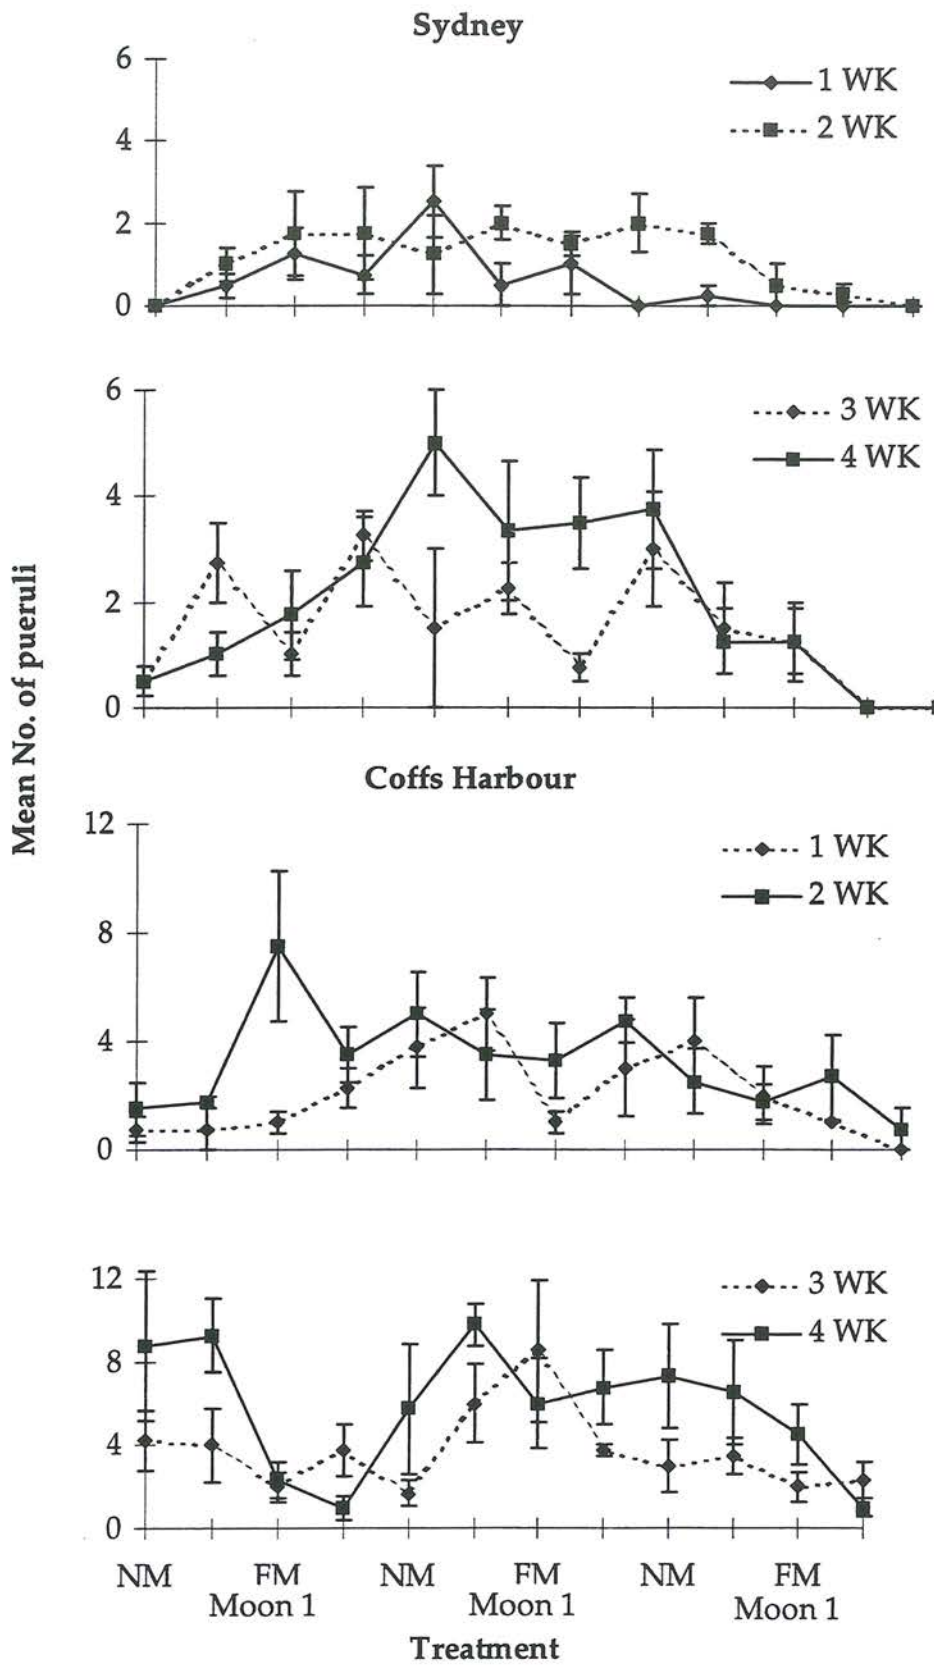 Sydney
6
4
2
0
1 WK
2 WK
6
4
2
0
3 WK
4 WK
Mean No. of pueruli
Coffs Harbour
12
8
4
0
1 WK
2 WK
12
8
4
0
3 WK
4 WK
NM FM NM FM NM FM
Moon 1 Moon 1 Moon 1
Treatment